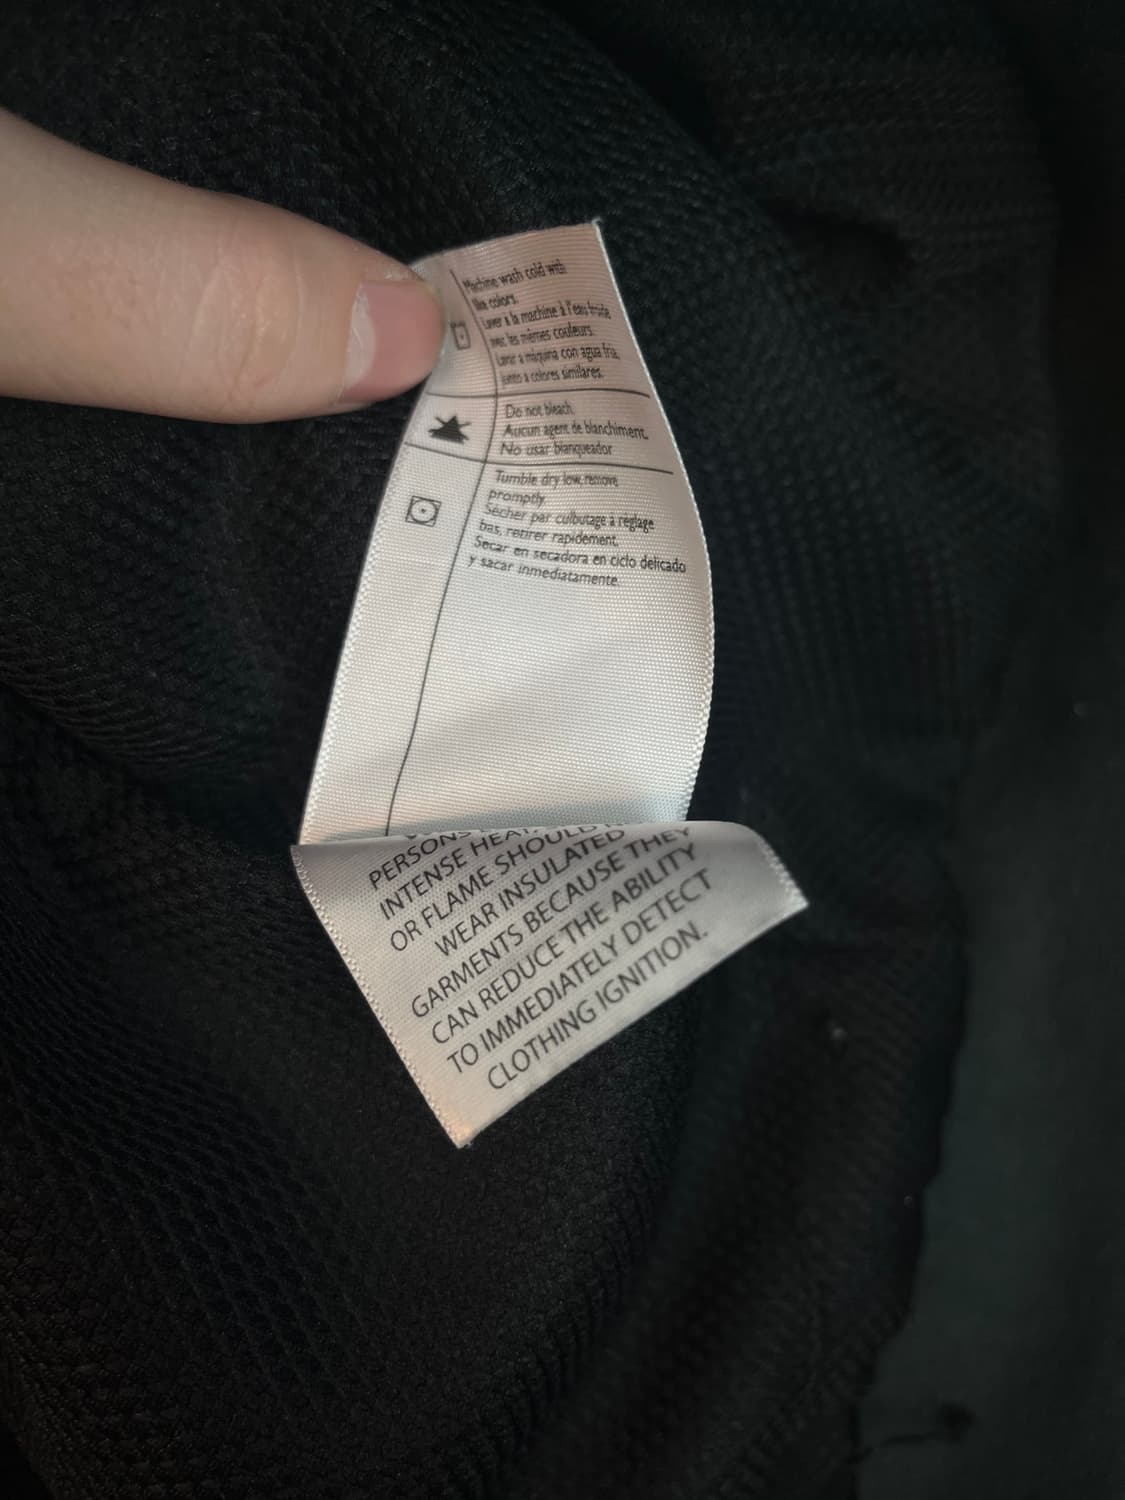 Machine wash cold with
like colors.
Laver à la machine à l'eau froide,
avec les mêmes couleurs.
Lavar a máquina con agua fría,
junto a colores similares.
Do not bleach.
Aucun agent de blanchiment.
No usar blanqueador
Tumble dry low, remove
promptly.
Sécher par culbutage à réglage
bas, retirer rapidement.
Secar en secadora en ciclo delicado
y sacar inmediatamente.
PERSONS
INTENSE HEAT,
OR FLAME SHOULD
WEAR INSULATED
GARMENTS BECAUSE THEY
CAN REDUCE THE ABILITY
TO IMMEDIATELY DETECT
CLOTHING IGNITION.